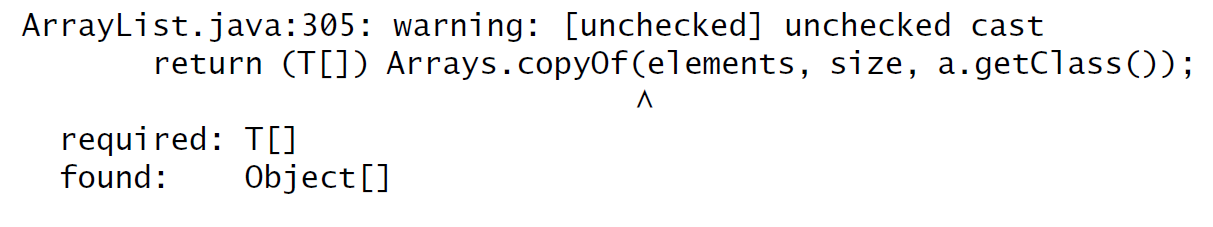 ArrayList.java:305: warning: [unchecked] unchecked cast
return (T[]) Arrays.copyOf(elements, size, a.getClass());
^
required: T[]
found: Object[]